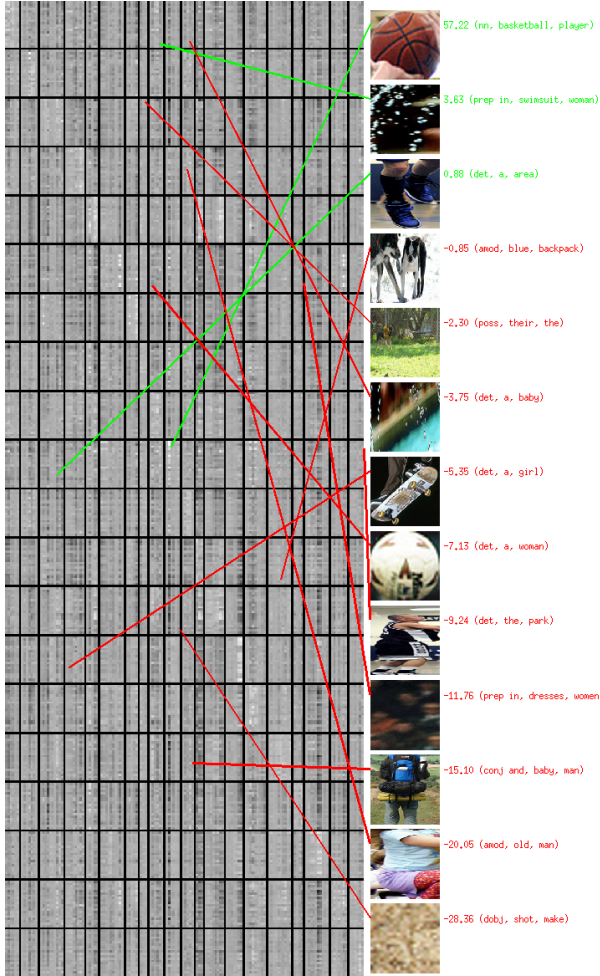 57.22 (nn, basketball, player)
3.63 (prep in, swimsuit, woman)
0.88 (det, a, area)
-0.85 (amod, blue, backpack)
-2.30 (poss, their, the)
-3.75 (det, a, baby)
-5.35 (det, a, girl)
-7.13 (det, a, woman)
-9.24 (det, the, park)
-11.76 (prep in, dresses, women
-15.10 (conj and, baby, man)
-20.05 (amod, old, man)
-28.36 (dobj, shot, make)